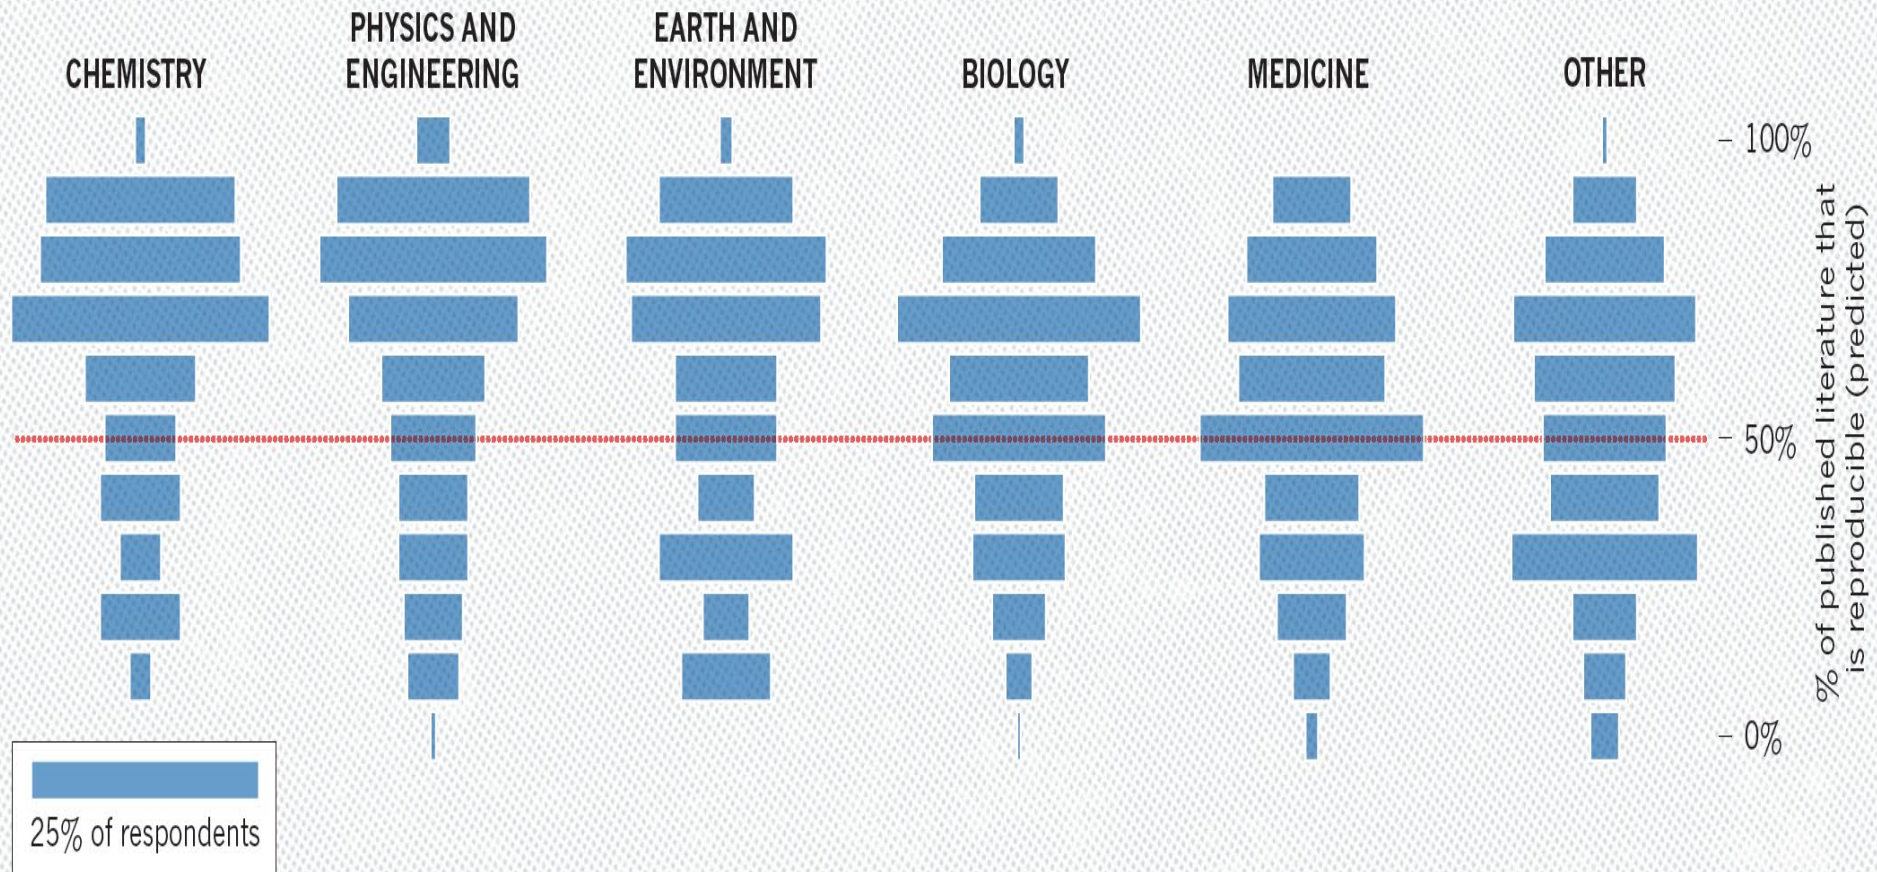 CHEMISTRY
PHYSICS AND
ENGINEERING
EARTH AND
ENVIRONMENT
BIOLOGY
MEDICINE
OTHER
100%
50%
0%
% of published literature that
is reproducible (predicted)
25% of respondents